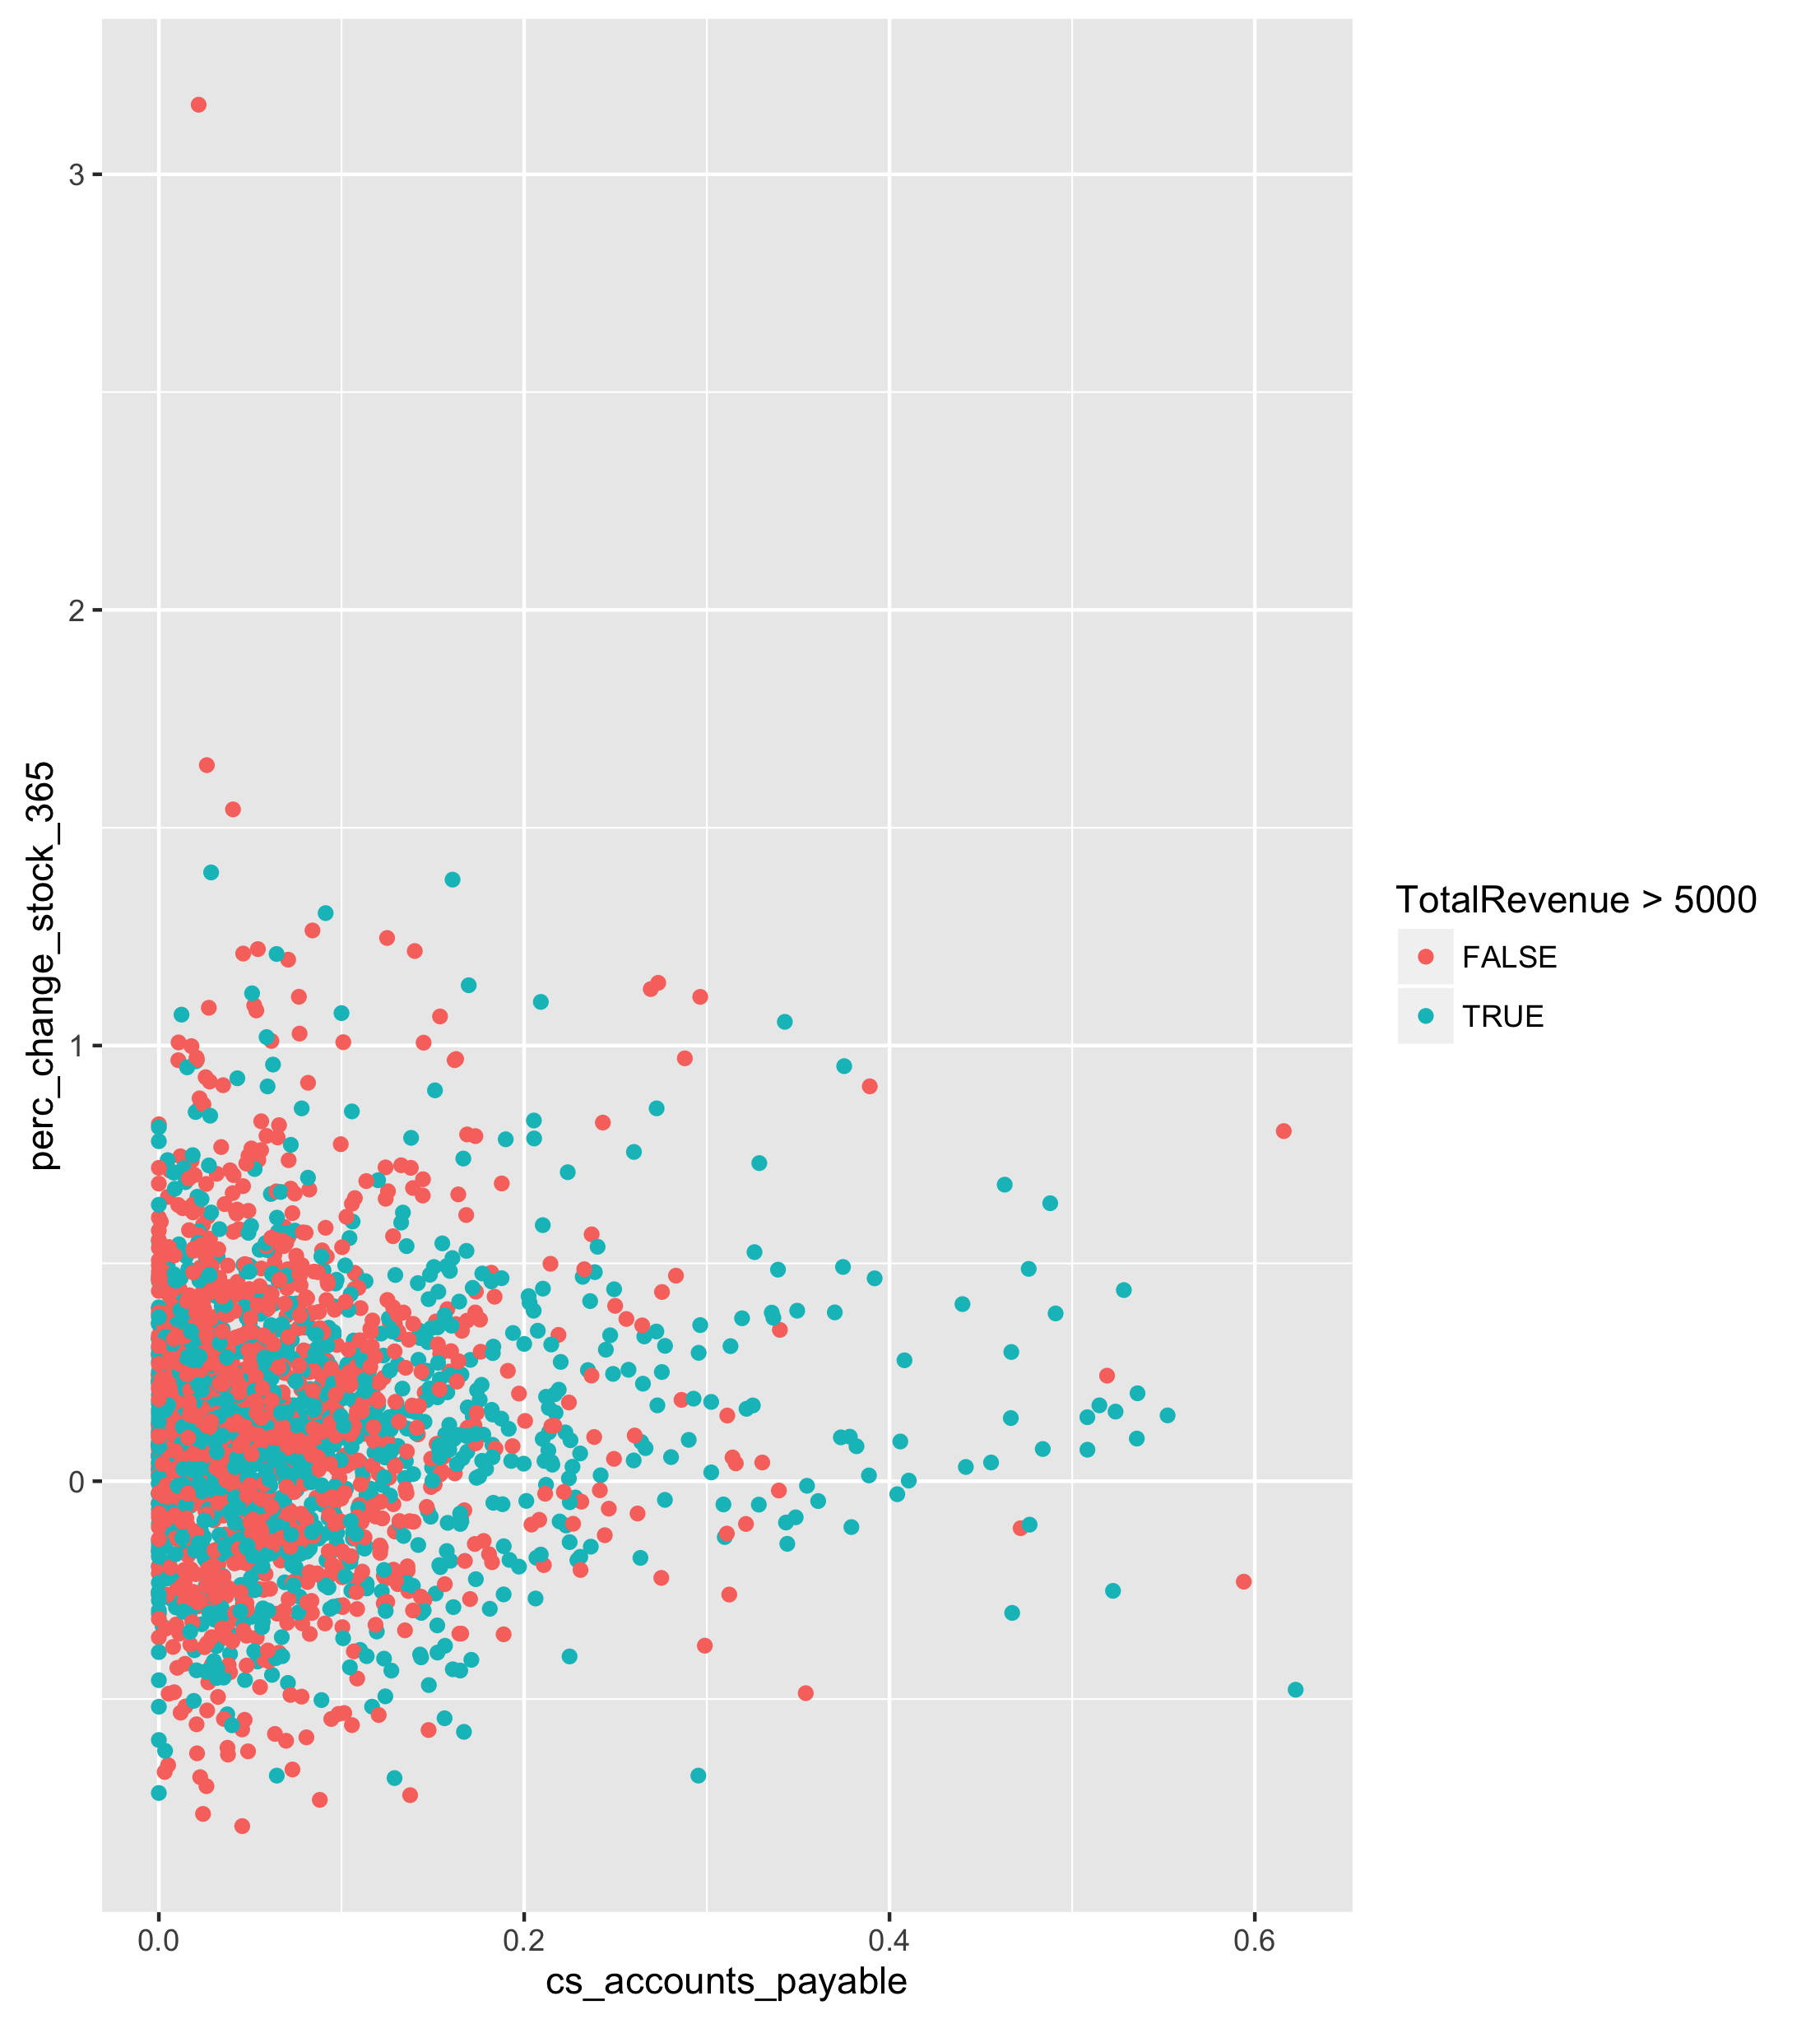 3
2
1
0
perc_change_stock_365
0.0 0.2 0.4 0.6
cs_accounts_payable
TotalRevenue > 5000
FALSE
TRUE